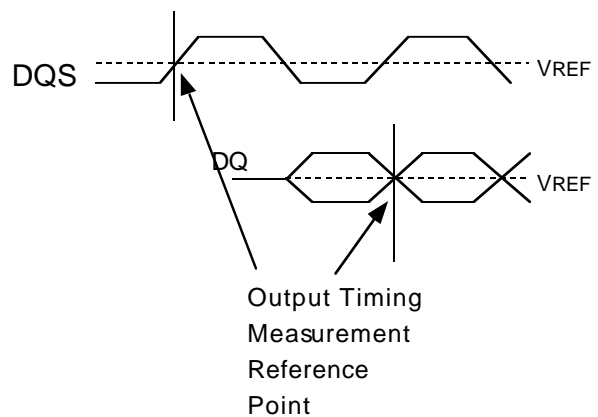 DQS
VREF
DQ
VREF
Output Timing
Measurement
Reference
Point